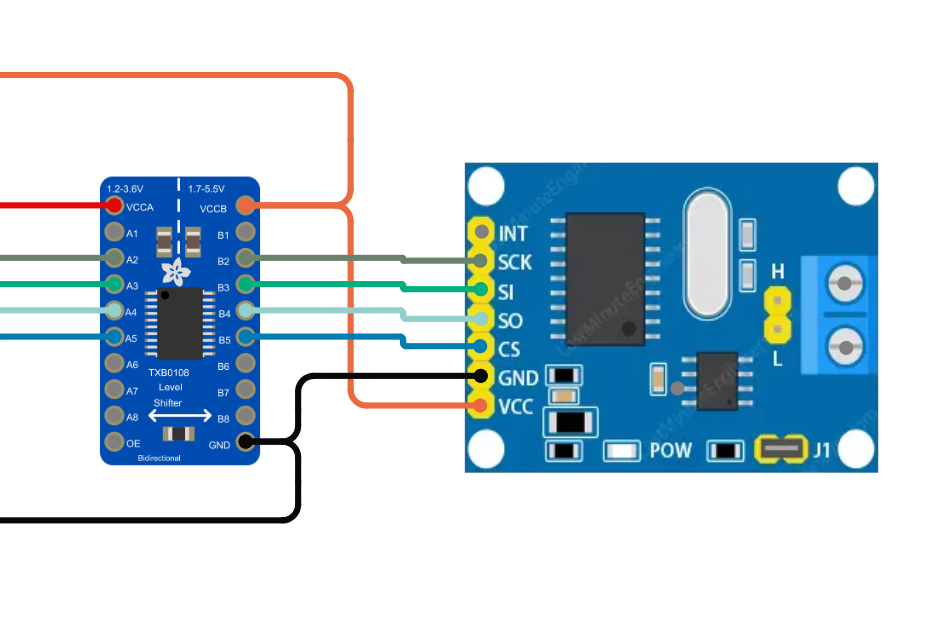 1.2-3.6V 1.7-5.5V
VCCA VCCB
A1 B1
A2 B2
A3 B3
A4 B4
A5 B5
A6 B6
A7 B7
A8 B8
OE GND
TXB0108
Level
Shifter
Bidirectional
INT
SCK
SI
SO
CS
GND
VCC
H
L
POW
J1